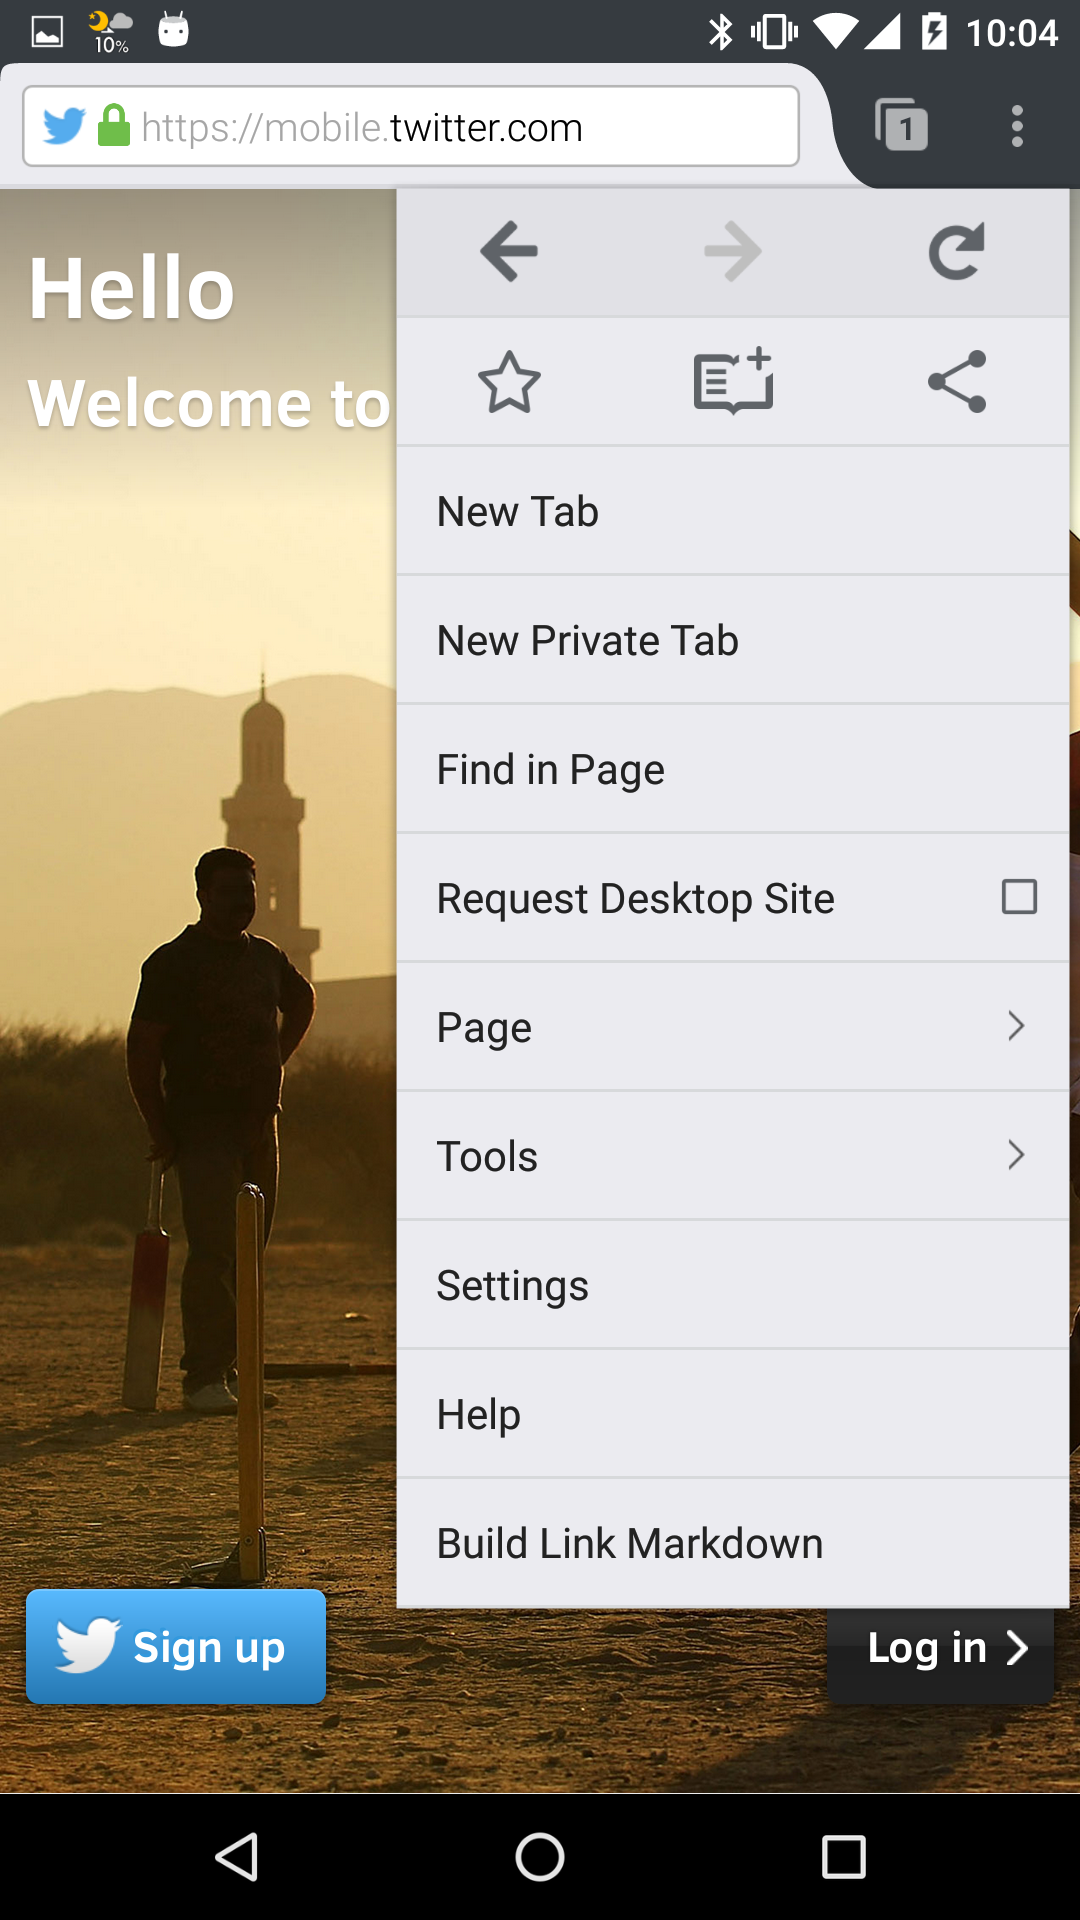 10%
10:04
https://mobile.twitter.com
1
Hello
Welcome to
New Tab
New Private Tab
Find in Page
Request Desktop Site
Page
Tools
Settings
Help
Build Link Markdown
Sign up
Log in